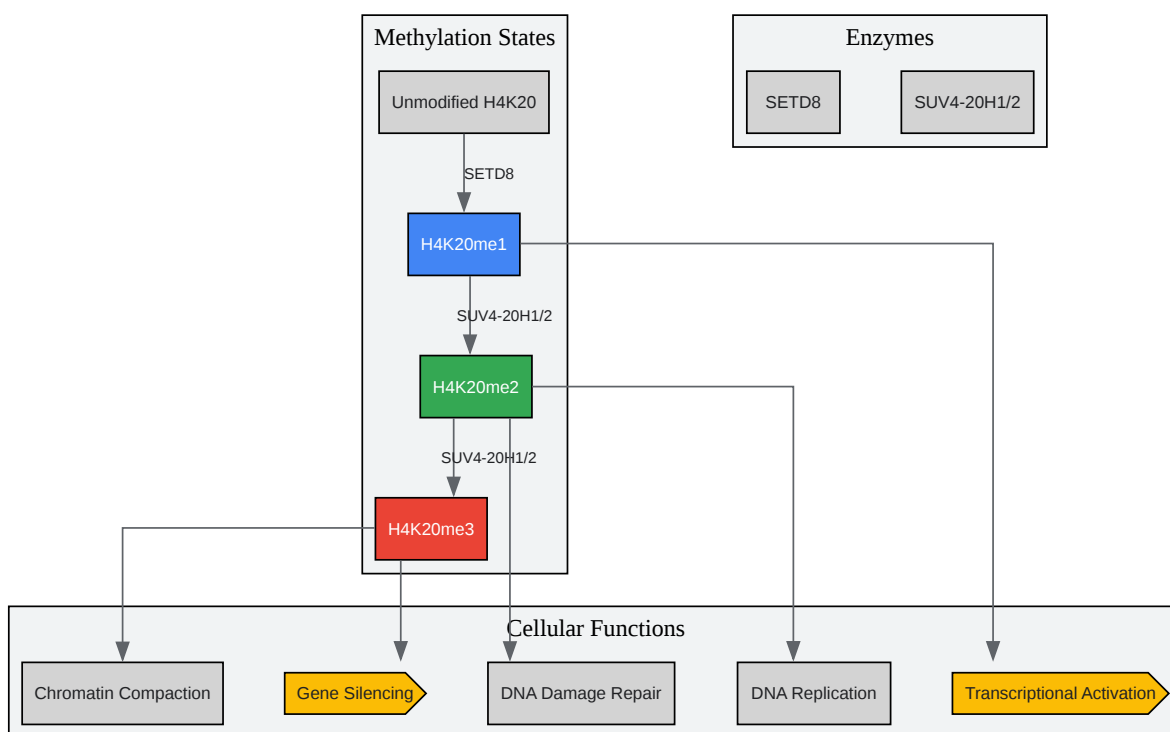 Methylation States
Enzymes
Unmodified H4K20
SETD8
SUV4-20H1/2
SETD8
H4K20me1
SUV4-20H1/2
H4K20me2
SUV4-20H1/2
H4K20me3
Cellular Functions
Chromatin Compaction
Gene Silencing
DNA Damage Repair
DNA Replication
Transcriptional Activation